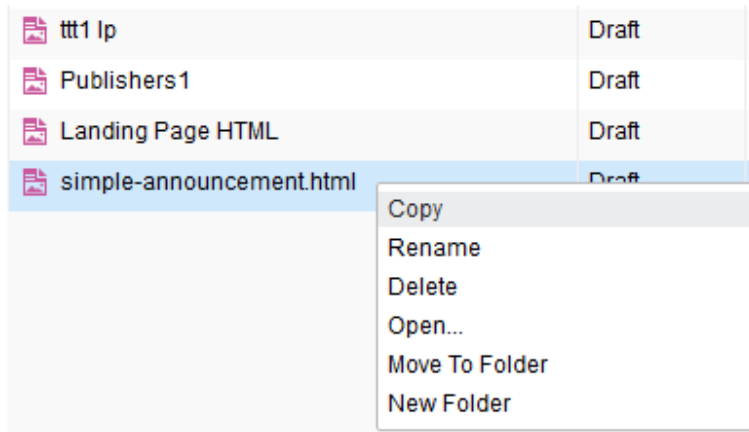 ttt1 lp Draft
Publishers1 Draft
Landing Page HTML Draft
simple-announcement.html Draft
Copy
Rename
Delete
Open...
Move To Folder
New Folder